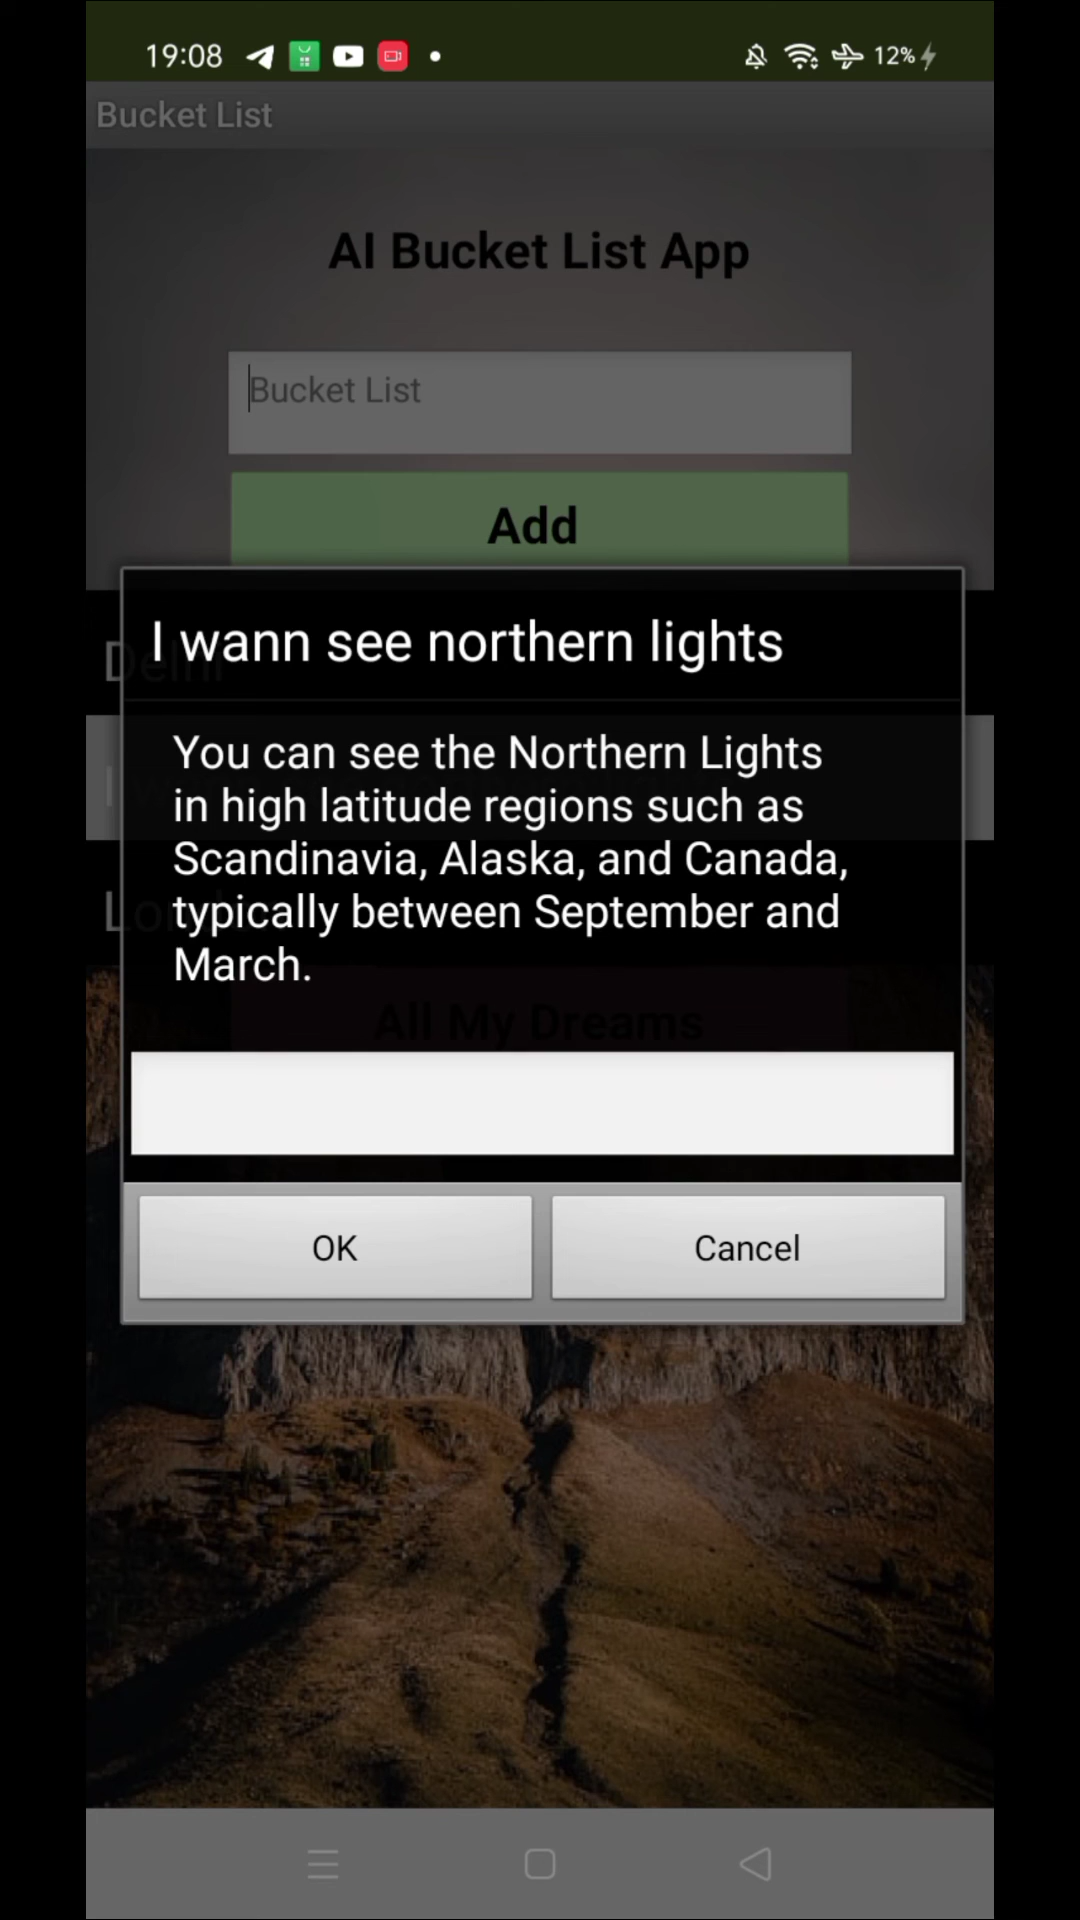 19:08
12%
Bucket List
AI Bucket List App
Bucket List
Add
I wann see northern lights
You can see the Northern Lights
in high latitude regions such as
Scandinavia, Alaska, and Canada,
typically between September and
March.
All My Dreams
OK
Cancel